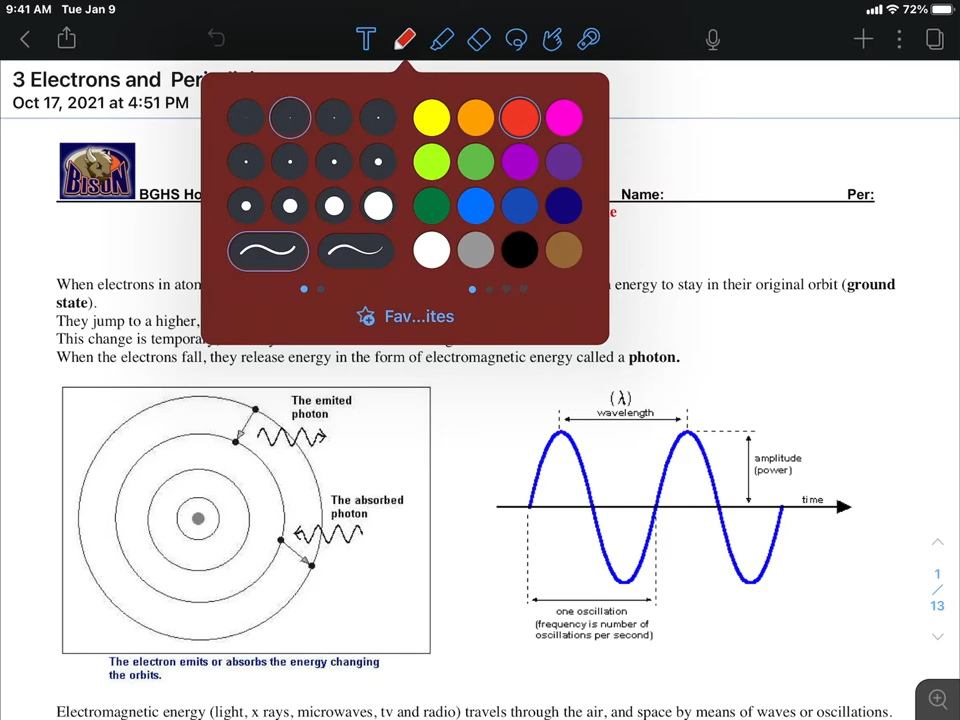 9:41 AM Tue Jan 9 72%
3 Electrons and
Oct 17, 2021 at 4:51 PM
BISON
BGHS Name: Per:
When electrons in energy to stay in their original orbit (ground
state).
They jump to a higher,
This change is
When the electrons fall, they release energy in the form of electromagnetic energy called a photon.
Fav...ites
The emitted
photon
The absorbed
photon
The electron emits or absorbs the energy changing
the orbits.
(λ)
wavelength
amplitude
(power)
time
one oscillation
(frequency is number of
oscillations per second)
1
/
13
Electromagnetic energy (light, x rays, microwaves, tv and radio) travels through the air, and space by means of waves or oscillations.